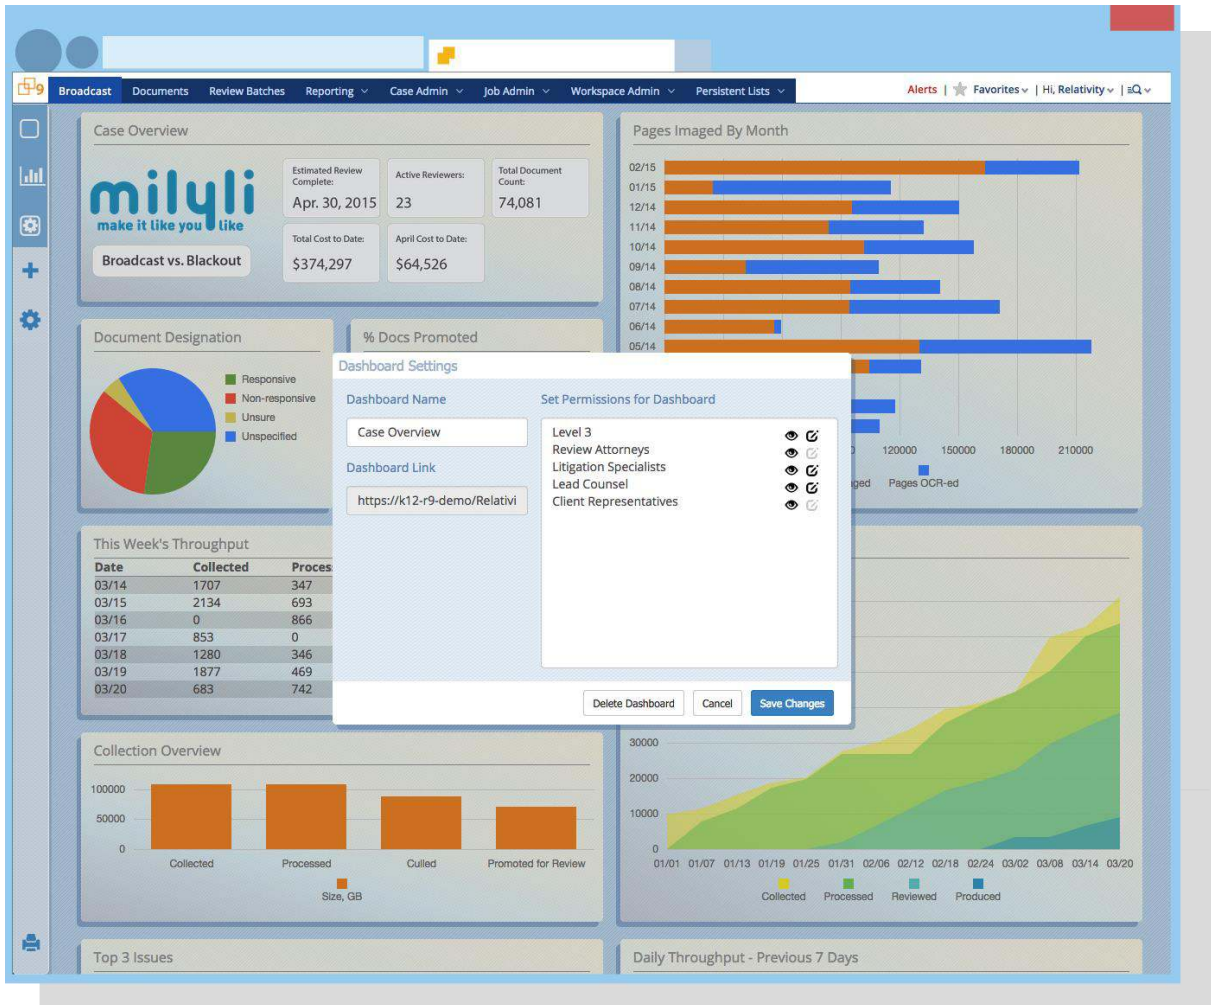 9
Broadcast Documents Review Batches Reporting Case Admin Job Admin Workspace Admin Persistent Lists Alerts | Favorites | Hi, Relativity |
Case Overview
milyli
make it like you like
Broadcast vs. Blackout
Estimated Review
Complete:
Apr. 30, 2015
Active Reviewers:
23
Total Document
Count:
74,081
Total Cost to Date:
$374,297
April Cost to Date:
$64,526
Pages Imaged By Month
02/15
01/15
12/14
11/14
10/14
09/14
08/14
07/14
06/14
05/14
120000 150000 180000 210000
Pages OCR-ed
Document Designation
Responsive
Non-responsive
Unsure
Unspecified
% Docs Promoted
Dashboard Settings
Dashboard Name
Case Overview
Dashboard Link
https://k12-r9-demo/Relativi
Set Permissions for Dashboard
Level 3
Review Attorneys
Litigation Specialists
Lead Counsel
Client Representatives
Delete Dashboard Cancel Save Changes
This Week's Throughput
Date Collected Proces
03/14 1707 347
03/15 2134 693
03/16 0 866
03/17 853 0
03/18 1280 346
03/19 1877 469
03/20 683 742
30000
20000
10000
0
01/01 01/07 01/13 01/19 01/25 01/31 02/06 02/12 02/18 02/24 03/02 03/08 03/14 03/20
Collected Processed Reviewed Produced
Collection Overview
100000
50000
0
Collected Processed Culled Promoted for Review
Size, GB
Top 3 Issues
Daily Throughput - Previous 7 Days